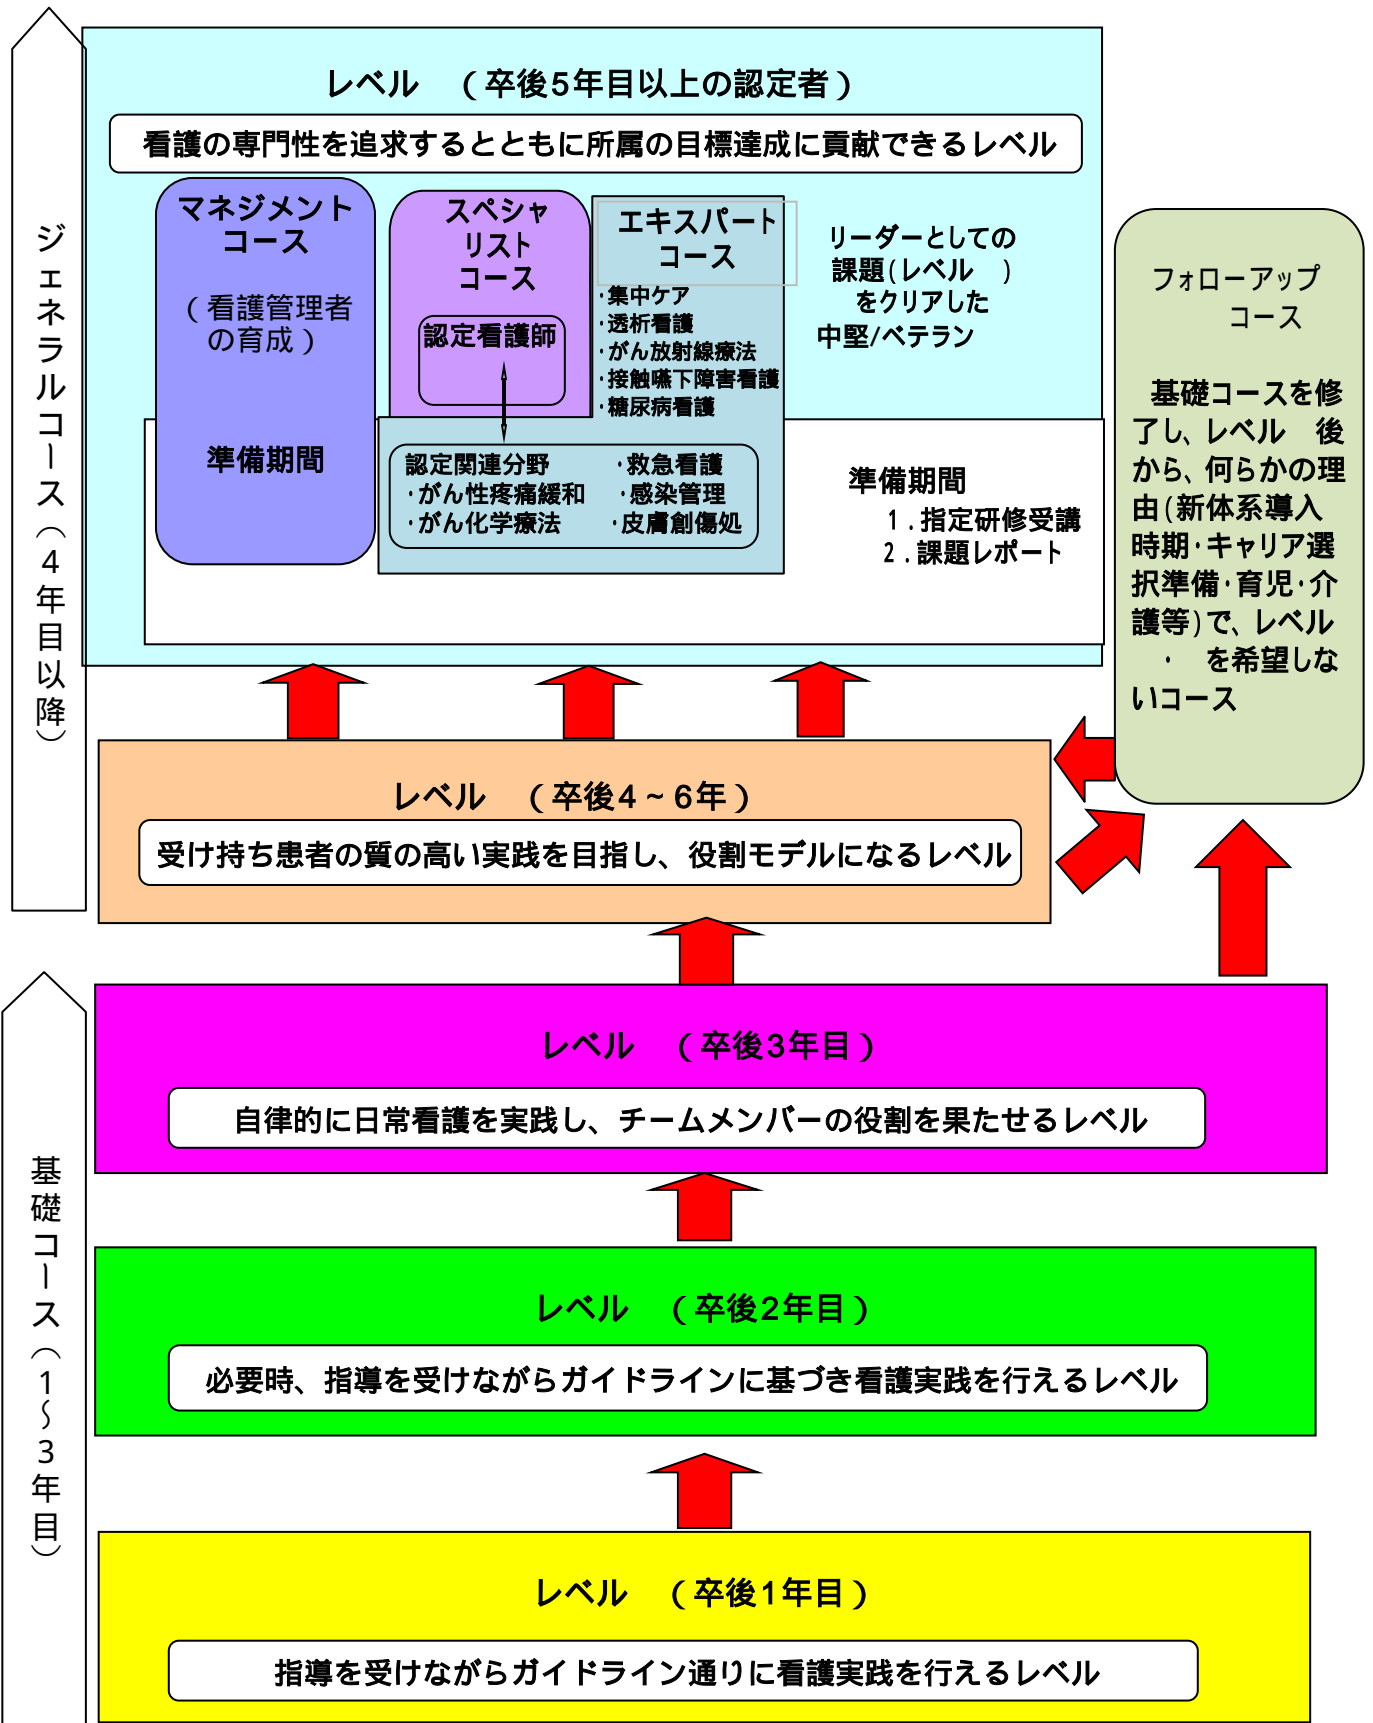 ジェネラルコース（4年目以降）
レベル　（卒後5年目以上の認定者）
看護の専門性を追求するとともに所属の目標達成に貢献できるレベル
マネジメント
コース
（看護管理者
の育成）
準備期間
スペシャ
リスト
コース
認定看護師
エキスパート
コース
・集中ケア
・透析看護
・がん放射線療法
・接触嚥下障害看護
・糖尿病看護
認定関連分野　　・救急看護
・がん性疼痛緩和　・感染管理
・がん化学療法　　・皮膚創傷処
リーダーとしての
課題(レベル　)
をクリアした
中堅/ベテラン
準備期間
1．指定研修受講
2．課題レポート
フォローアップ
コース
基礎コースを修
了し、レベル　後
から、何らかの理
由(新体系導入
時期・キャリア選
択準備・育児・介
護等)で、レベル
・　を希望しな
いコース
レベル　（卒後4～6年）
受け持ち患者の質の高い実践を目指し、役割モデルになるレベル
基礎コース（1～3年目）
レベル　（卒後3年目）
自律的に日常看護を実践し、チームメンバーの役割を果たせるレベル
レベル　（卒後2年目）
必要時、指導を受けながらガイドラインに基づき看護実践を行えるレベル
レベル　（卒後1年目）
指導を受けながらガイドライン通りに看護実践を行えるレベル